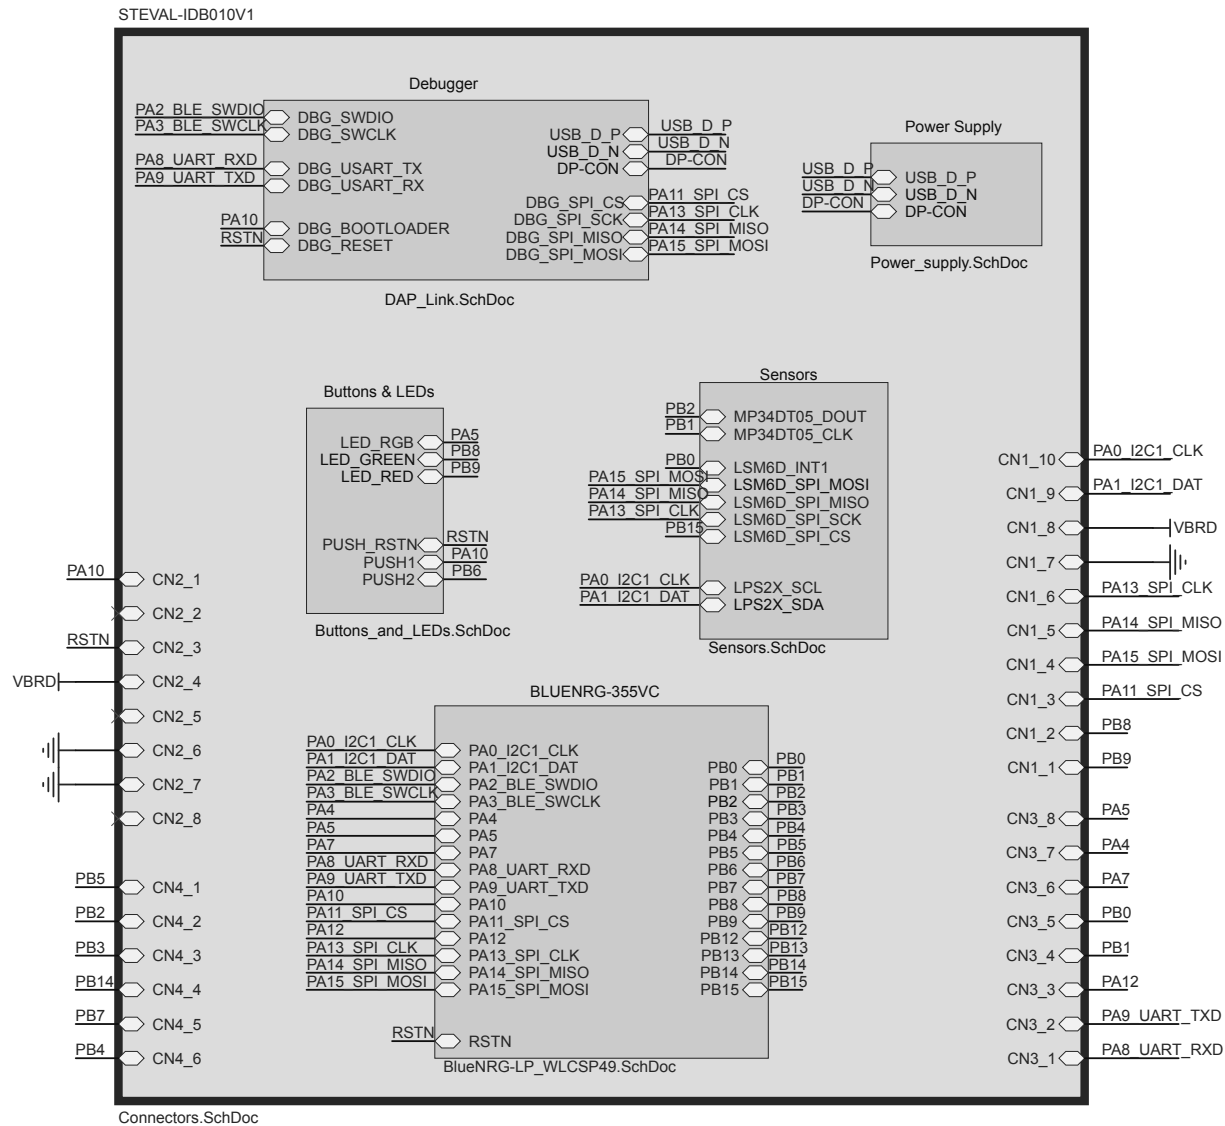 STEVAL-IDB010V1
Debugger
PA2_BLE_SWDIO
DBG_SWDIO
PA3_BLE_SWCLK
DBG_SWCLK
PA8_UART_RXD
DBG_USART_TX
PA9_UART_TXD
DBG_USART_RX
PA10
DBG_BOOTLOADER
RSTN
DBG_RESET
USB_D_P
USB_D_P
USB_D_N
USB_D_N
DP-CON
DP-CON
DBG_SPI_CS
PA11_SPI_CS
DBG_SPI_SCK
PA13_SPI_CLK
DBG_SPI_MISO
PA14_SPI_MISO
DBG_SPI_MOSI
PA15_SPI_MOSI
DAP_Link.SchDoc
Power Supply
USB_D_P
USB_D_P
USB_D_N
USB_D_N
DP-CON
DP-CON
Power_supply.SchDoc
Buttons & LEDs
LED_RGB
PA5
LED_GREEN
PB8
LED_RED
PB9
PUSH_RSTN
RSTN
PUSH1
PA10
PUSH2
PB6
Buttons_and_LEDs.SchDoc
Sensors
PB2
MP34DT05_DOUT
PB1
MP34DT05_CLK
PB0
LSM6D_INT1
PA15_SPI_MOSI
LSM6D_SPI_MOSI
PA14_SPI_MISO
LSM6D_SPI_MISO
PA13_SPI_CLK
LSM6D_SPI_SCK
PB15
LSM6D_SPI_CS
PA0_I2C1_CLK
LPS2X_SCL
PA1_I2C1_DAT
LPS2X_SDA
Sensors.SchDoc
PA10
CN2_1
CN2_2
RSTN
CN2_3
VBRD
CN2_4
CN2_5
CN2_6
CN2_7
CN2_8
PB5
CN4_1
PB2
CN4_2
PB3
CN4_3
PB14
CN4_4
PB7
CN4_5
PB4
CN4_6
BLUENRG-355VC
PA0_I2C1_CLK
PA0_I2C1_CLK
PA1_I2C1_DAT
PA1_I2C1_DAT
PA2_BLE_SWDIO
PA2_BLE_SWDIO
PA3_BLE_SWCLK
PA3_BLE_SWCLK
PA4
PA4
PA5
PA5
PA7
PA7
PA8_UART_RXD
PA8_UART_RXD
PA9_UART_TXD
PA9_UART_TXD
PA10
PA10
PA11_SPI_CS
PA11_SPI_CS
PA12
PA12
PA13_SPI_CLK
PA13_SPI_CLK
PA14_SPI_MISO
PA14_SPI_MISO
PA15_SPI_MOSI
PA15_SPI_MOSI
RSTN
RSTN
PB0
PB0
PB1
PB1
PB2
PB2
PB3
PB3
PB4
PB4
PB5
PB5
PB6
PB6
PB7
PB7
PB8
PB8
PB9
PB9
PB12
PB12
PB13
PB13
PB14
PB14
PB15
PB15
BlueNRG-LP_WLCSP49.SchDoc
CN1_10
PA0_I2C1_CLK
CN1_9
PA1_I2C1_DAT
CN1_8
VBRD
CN1_7
CN1_6
PA13_SPI_CLK
CN1_5
PA14_SPI_MISO
CN1_4
PA15_SPI_MOSI
CN1_3
PA11_SPI_CS
CN1_2
PB8
CN1_1
PB9
CN3_8
PA5
CN3_7
PA4
CN3_6
PA7
CN3_5
PB0
CN3_4
PB1
CN3_3
PA12
CN3_2
PA9_UART_TXD
CN3_1
PA8_UART_RXD
Connectors.SchDoc